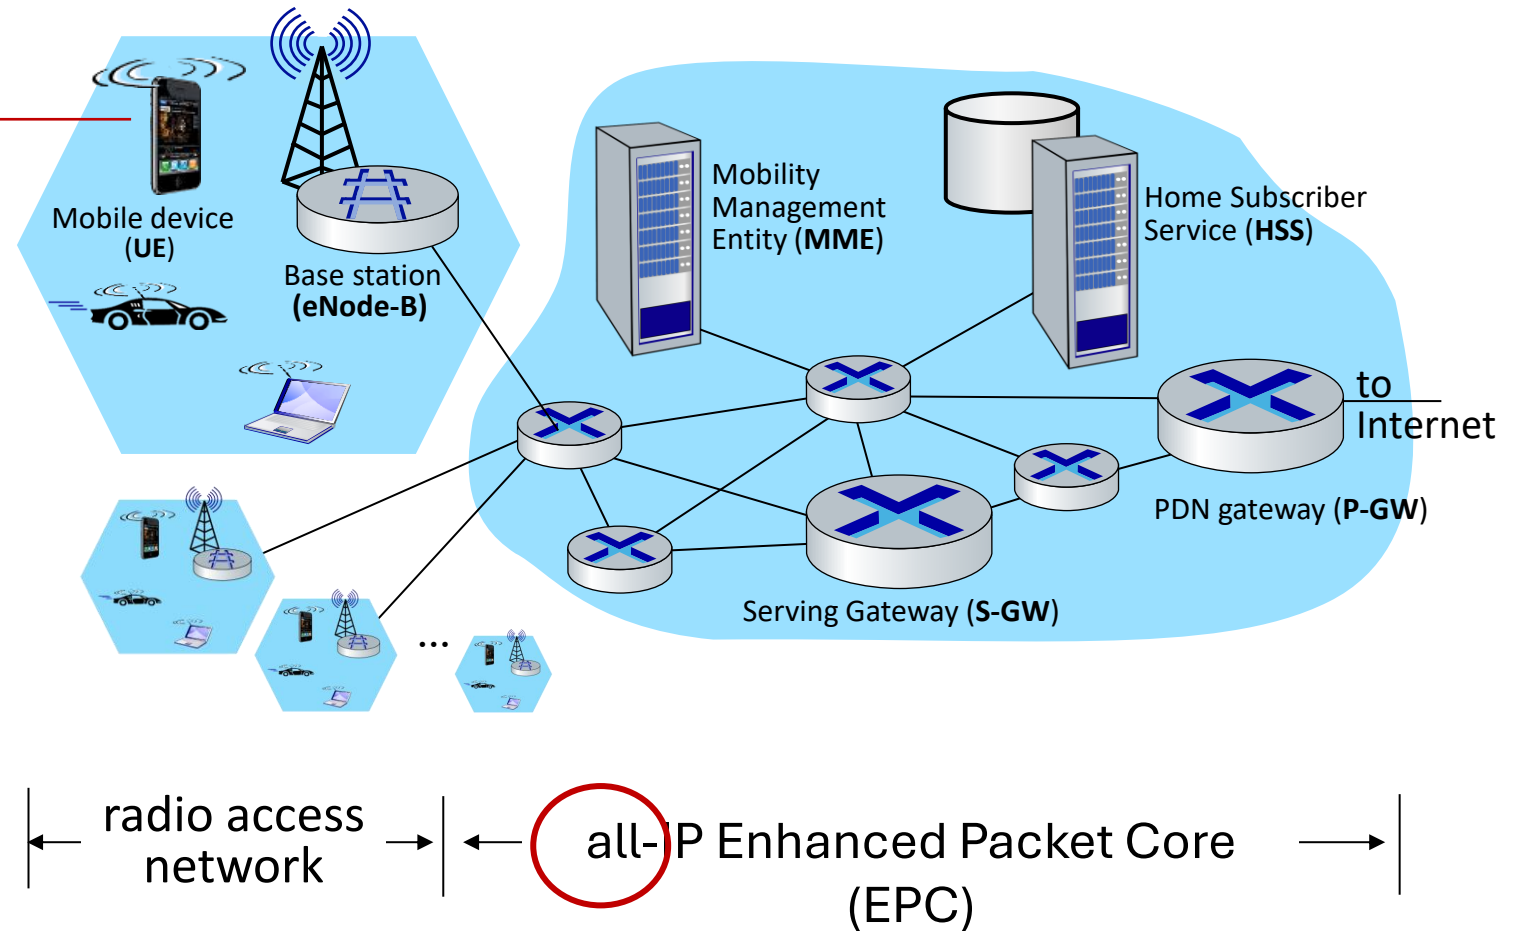 Mobile device
(UE)
Base station
(eNode-B)
Mobility
Management
Entity (MME)
Home Subscriber
Service (HSS)
to
Internet
PDN gateway (P-GW)
Serving Gateway (S-GW)
...
radio access
network
all-IP Enhanced Packet Core
(EPC)